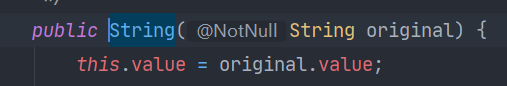 public String( @NotNull String original) {
this.value = original.value;